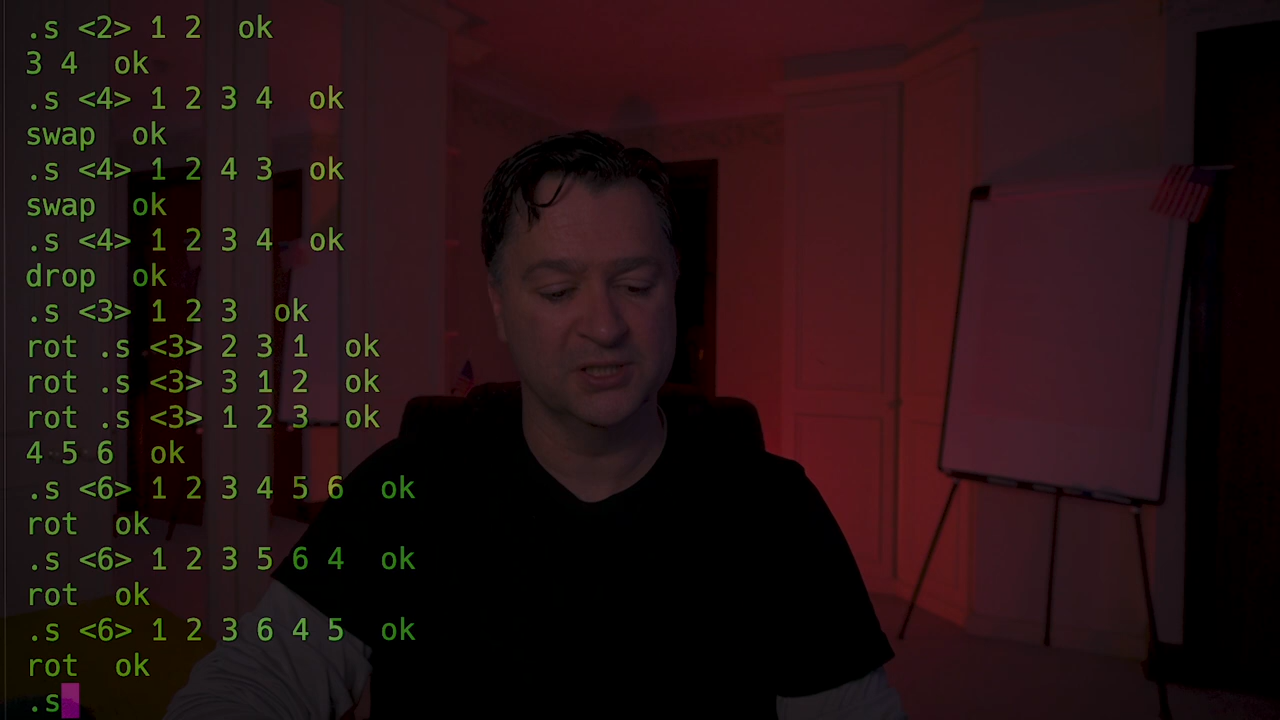 .s <2> 1 2  ok
3 4  ok
.s <4> 1 2 3 4  ok
swap  ok
.s <4> 1 2 4 3  ok
swap  ok
.s <4> 1 2 3 4  ok
drop  ok
.s <3> 1 2 3  ok
rot .s <3> 2 3 1  ok
rot .s <3> 3 1 2  ok
rot .s <3> 1 2 3  ok
4 5 6  ok
.s <6> 1 2 3 4 5 6  ok
rot  ok
.s <6> 1 2 3 5 6 4  ok
rot  ok
.s <6> 1 2 3 6 4 5  ok
rot  ok
.s